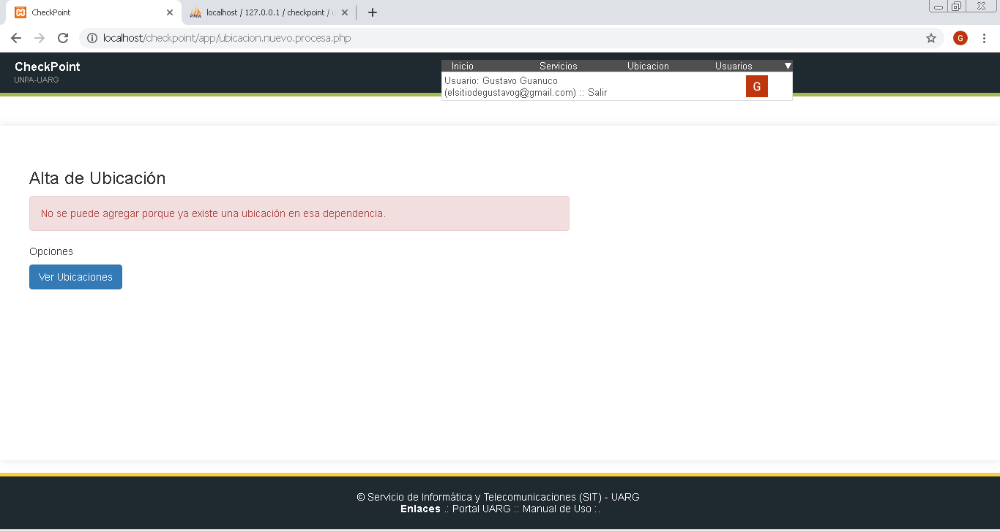 CheckPoint
localhost / 127.0.0.1 / checkpoint /
localhost/checkpoint/app/ubicacion.nuevo.procesa.php
G
CheckPoint
UNPA-UARG
Inicio Servicios Ubicacion Usuarios ▼
Usuario: Gustavo Guanuco
(elsitiodegustavog@gmail.com) :: Salir
G
Alta de Ubicación
No se puede agregar porque ya existe una ubicación en esa dependencia.
Opciones
Ver Ubicaciones
© Servicio de Informática y Telecomunicaciones (SIT) - UARG
Enlaces .: Portal UARG :: Manual de Uso :.